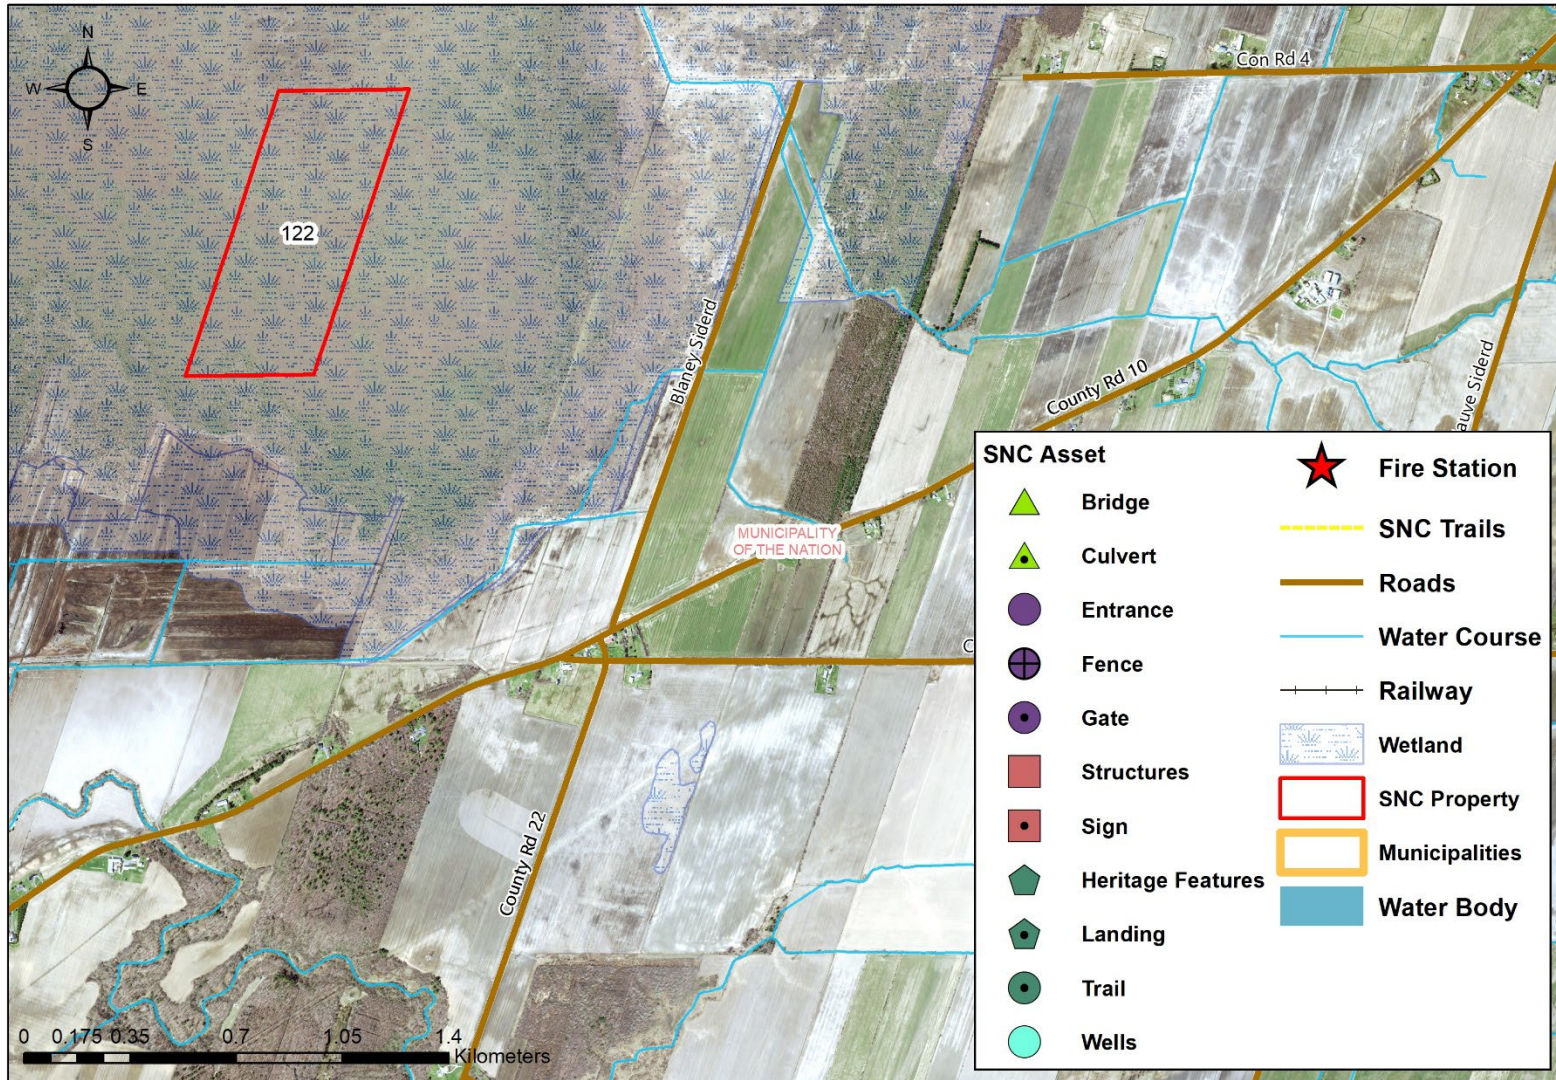 N
W E
S
122
Con Rd 4
Blaney Siderd
County Rd 10
auve Siderd
MUNICIPALITY
OF THE NATION
C
County Rd 22
SNC Asset
Bridge
Culvert
Entrance
Fence
Gate
Structures
Sign
Heritage Features
Landing
Trail
Wells
Fire Station
SNC Trails
Roads
Water Course
Railway
Wetland
SNC Property
Municipalities
Water Body
0 0.175 0.35 0.7 1.05 1.4
Kilometers